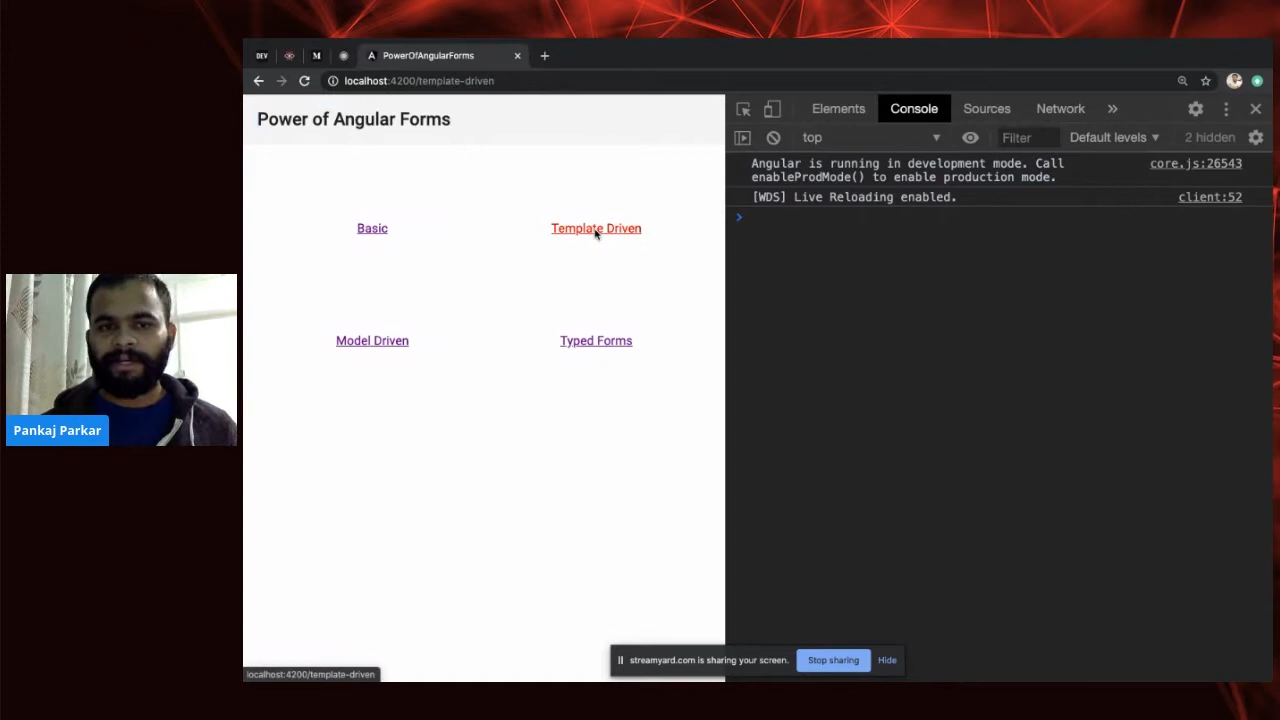 DEV
M
A PowerOfAngularForms
localhost:4200/template-driven
Power of Angular Forms
Basic
Template Driven
Model Driven
Typed Forms
localhost:4200/template-driven
Elements
Console
Sources
Network
top
Filter
Default levels
2 hidden
Angular is running in development mode. Call
core.js:26543
enableProdMode() to enable production mode.
[WDS] Live Reloading enabled.
client:52
Pankaj Parkar
streamyard.com is sharing your screen.
Stop sharing
Hide